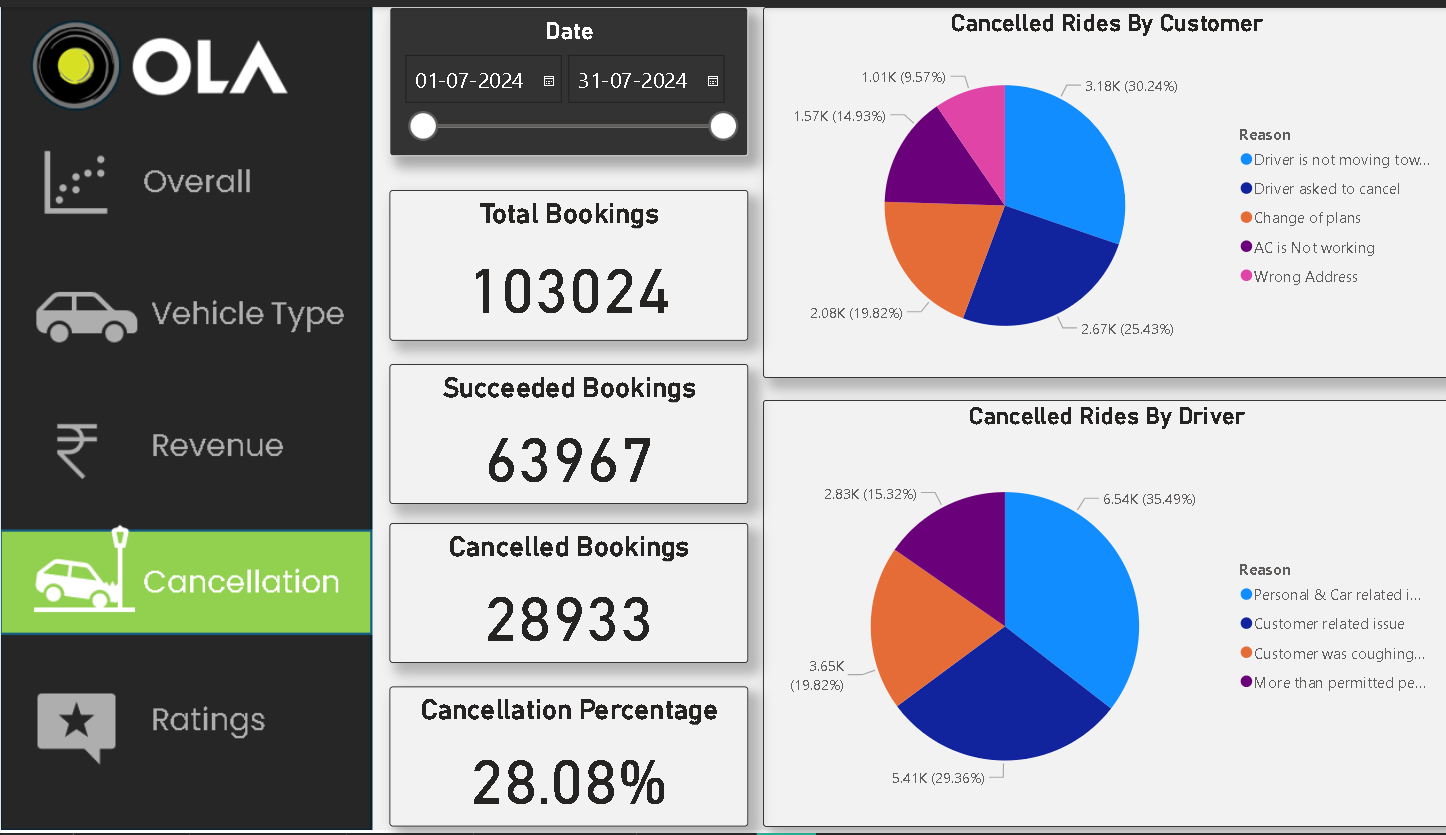 OLA
Overall
Vehicle Type
Revenue
Cancellation
Ratings
Date
01-07-2024
31-07-2024
Total Bookings
103024
Succeeded Bookings
63967
Cancelled Bookings
28933
Cancellation Percentage
28.08%
Cancelled Rides By Customer
1.01K (9.57%)
3.18K (30.24%)
1.57K (14.93%)
2.08K (19.82%)
2.67K (25.43%)
Reason
Driver is not moving tow...
Driver asked to cancel
Change of plans
AC is Not working
Wrong Address
Cancelled Rides By Driver
2.83K (15.32%)
6.54K (35.49%)
3.65K
(19.82%)
5.41K (29.36%)
Reason
Personal & Car related i...
Customer related issue
Customer was coughing...
More than permitted pe...